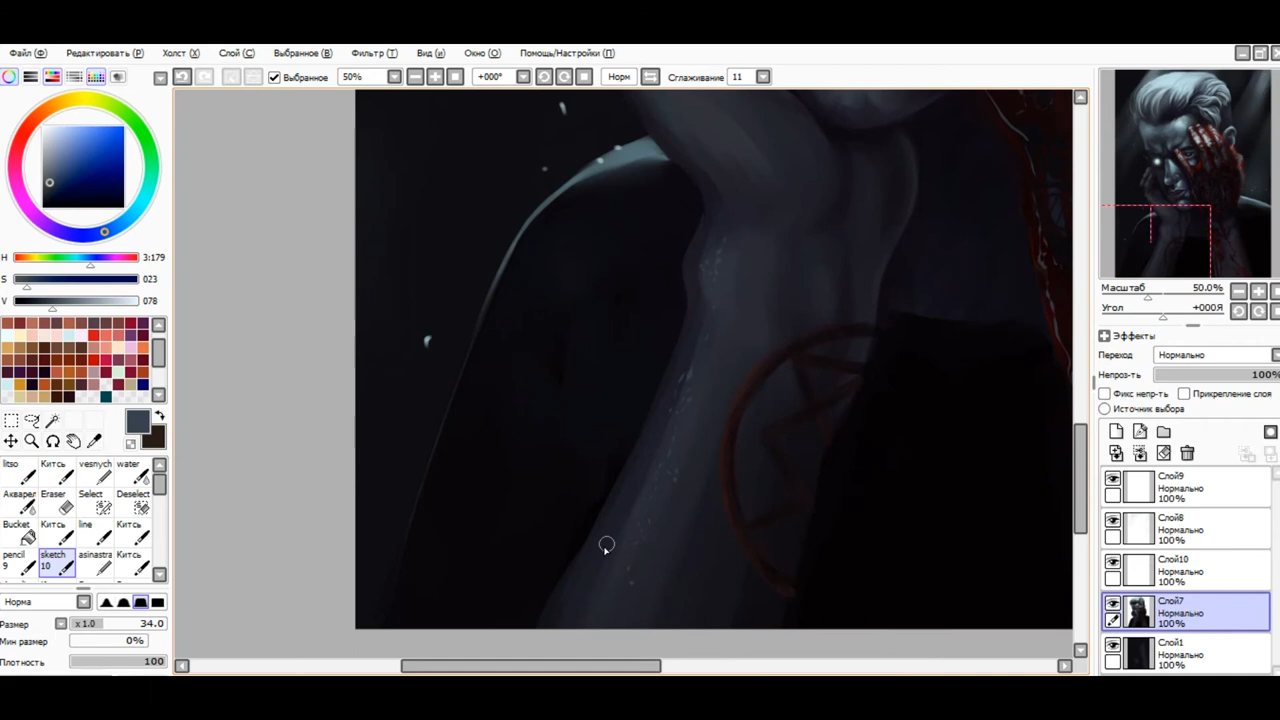 Файл (Ф) Редактировать (Р) Холст (X) Слой (C) Выбранное (B) Фильтр (T) Вид (и) Окно (O) Помощь/Настройки (П)
Выбранное 50% +000° Норм Сглаживание 11
H 3:179
S 023
V 078
litso Китсь vesnych water
Акварел Eraser Select Deselect
Bucket Китсь line Китсь
pencil 9 sketch 10 asinastra Китсь
Норма
Размер x 1.0 34.0
Мин размер 0%
Плотность 100
Масштаб 50.0%
Угол +000Я
Эффекты
Переход Нормально
Непроз-ть 100%
Фикс непр-ть Прикрепление слоя
Источник выбора
Слой9
Нормально
100%
Слой8
Нормально
100%
Слой10
Нормально
100%
Слой7
Нормально
100%
Слой1
Нормально
100%